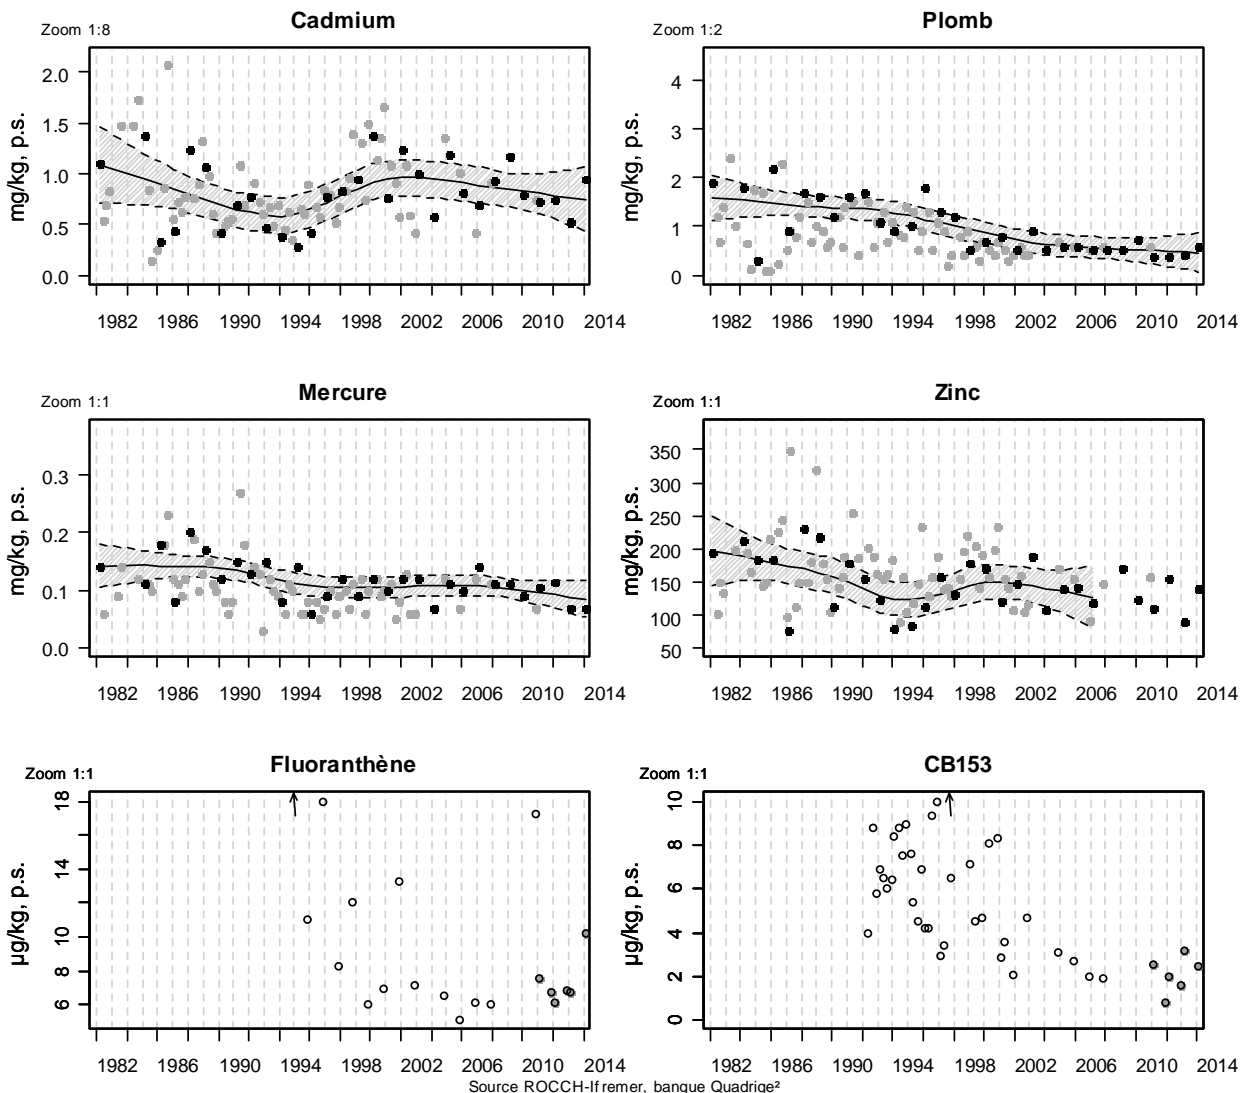 Cadmium
Zoom 1:8
mg/kg, p.s.
2.0
1.5
1.0
0.5
0.0
1982 1986 1990 1994 1998 2002 2006 2010 2014
Plomb
Zoom 1:2
mg/kg, p.s.
4
3
2
1
0
1982 1986 1990 1994 1998 2002 2006 2010 2014
Mercure
Zoom 1:1
mg/kg, p.s.
0.3
0.2
0.1
0.0
1982 1986 1990 1994 1998 2002 2006 2010 2014
Zinc
Zoom 1:1
mg/kg, p.s.
350
300
250
200
150
100
50
1982 1986 1990 1994 1998 2002 2006 2010 2014
Fluoranthène
Zoom 1:1
µg/kg, p.s.
18
14
10
8
6
1982 1986 1990 1994 1998 2002 2006 2010 2014
CB153
Zoom 1:1
µg/kg, p.s.
10
8
6
4
2
0
1982 1986 1990 1994 1998 2002 2006 2010 2014
Source ROCCH-Ifremer, banque Quadrige²